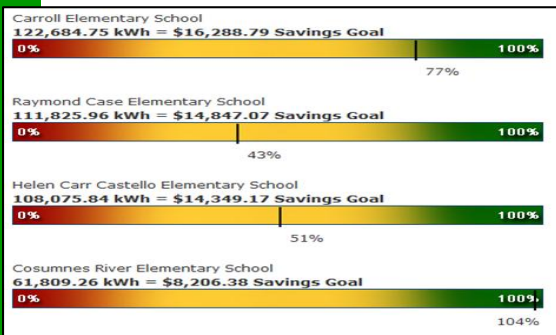 Carroll Elementary School
122,684.75 kWh = $16,288.79 Savings Goal
0% 100%
77%
Raymond Case Elementary School
111,825.96 kWh = $14,847.07 Savings Goal
0% 100%
43%
Helen Carr Castello Elementary School
108,075.84 kWh = $14,349.17 Savings Goal
0% 100%
51%
Cosumnes River Elementary School
61,809.26 kWh = $8,206.38 Savings Goal
0% 100%
104%